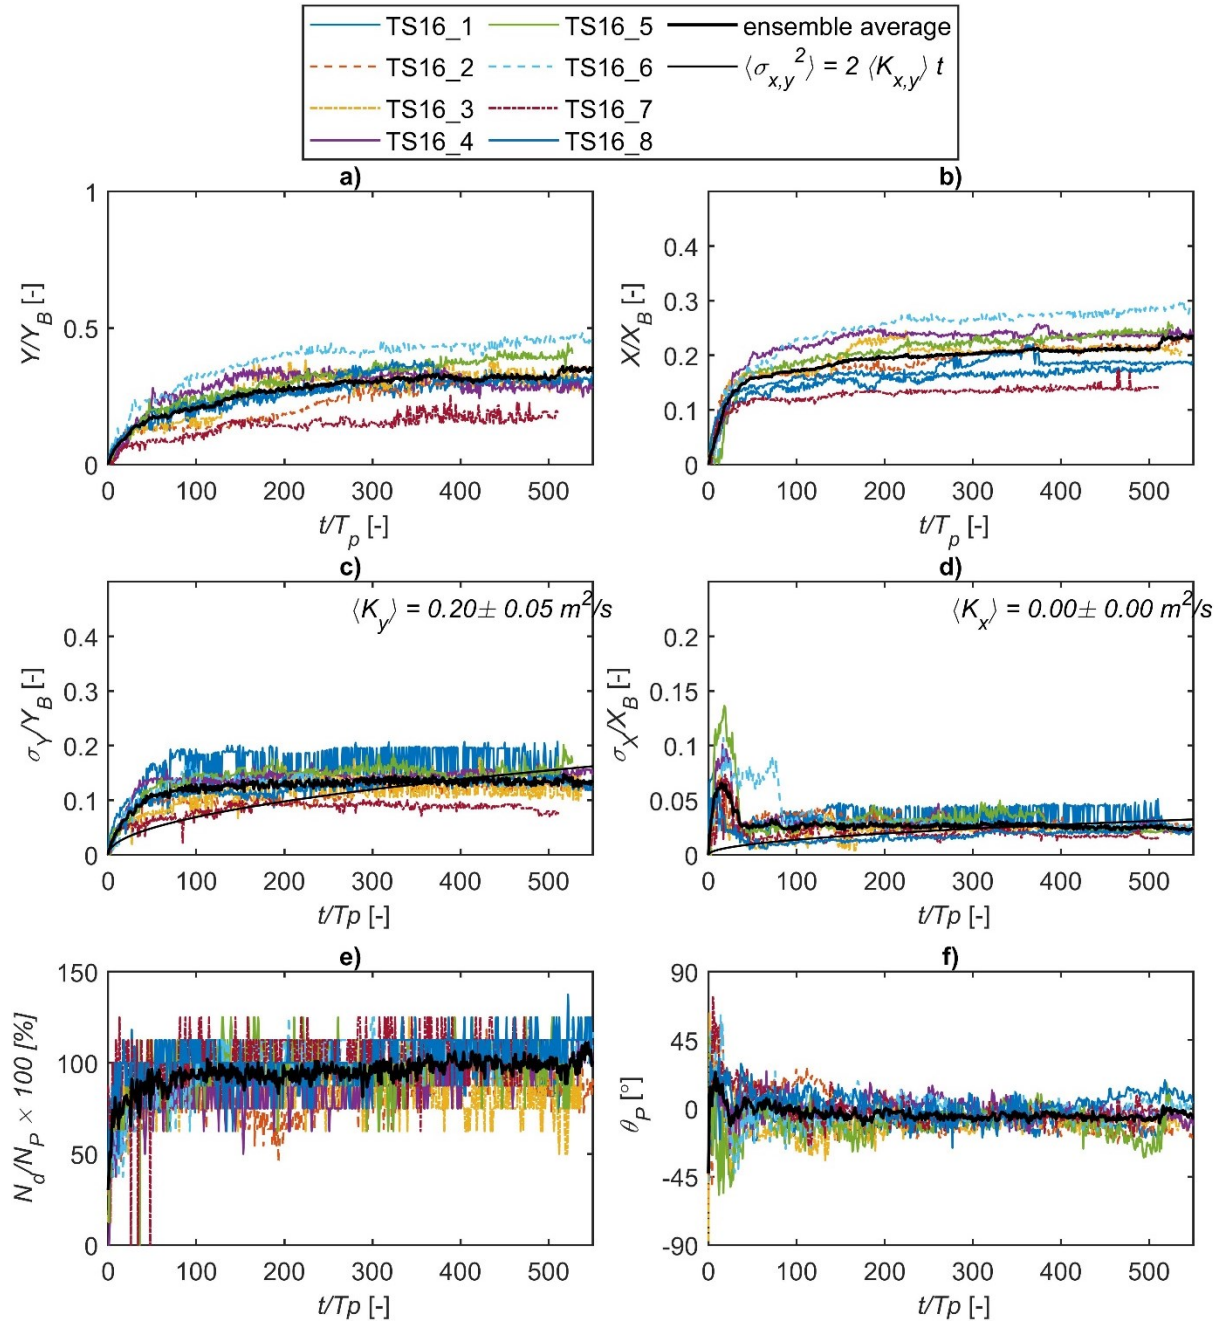 TS16_1 TS16_5 ensemble average
TS16_2 TS16_6 ⟨σx,y²⟩ = 2 ⟨Kx,y⟩ t
TS16_3 TS16_7
TS16_4 TS16_8
a)
1
0.5
0
Y/YB [-]
0 100 200 300 400 500
t/Tp [-]
b)
0.4
0.3
0.2
0.1
0
X/XB [-]
0 100 200 300 400 500
t/Tp [-]
c)
⟨Ky⟩ = 0.20± 0.05 m²/s
0.4
0.3
0.2
0.1
0
σY/YB [-]
0 100 200 300 400 500
t/Tp [-]
d)
⟨Kx⟩ = 0.00± 0.00 m²/s
0.2
0.15
0.1
0.05
0
σX/XB [-]
0 100 200 300 400 500
t/Tp [-]
e)
150
100
50
0
Nd/NP × 100 [%]
0 100 200 300 400 500
t/Tp [-]
f)
90
45
0
-45
-90
θP [°]
0 100 200 300 400 500
t/Tp [-]